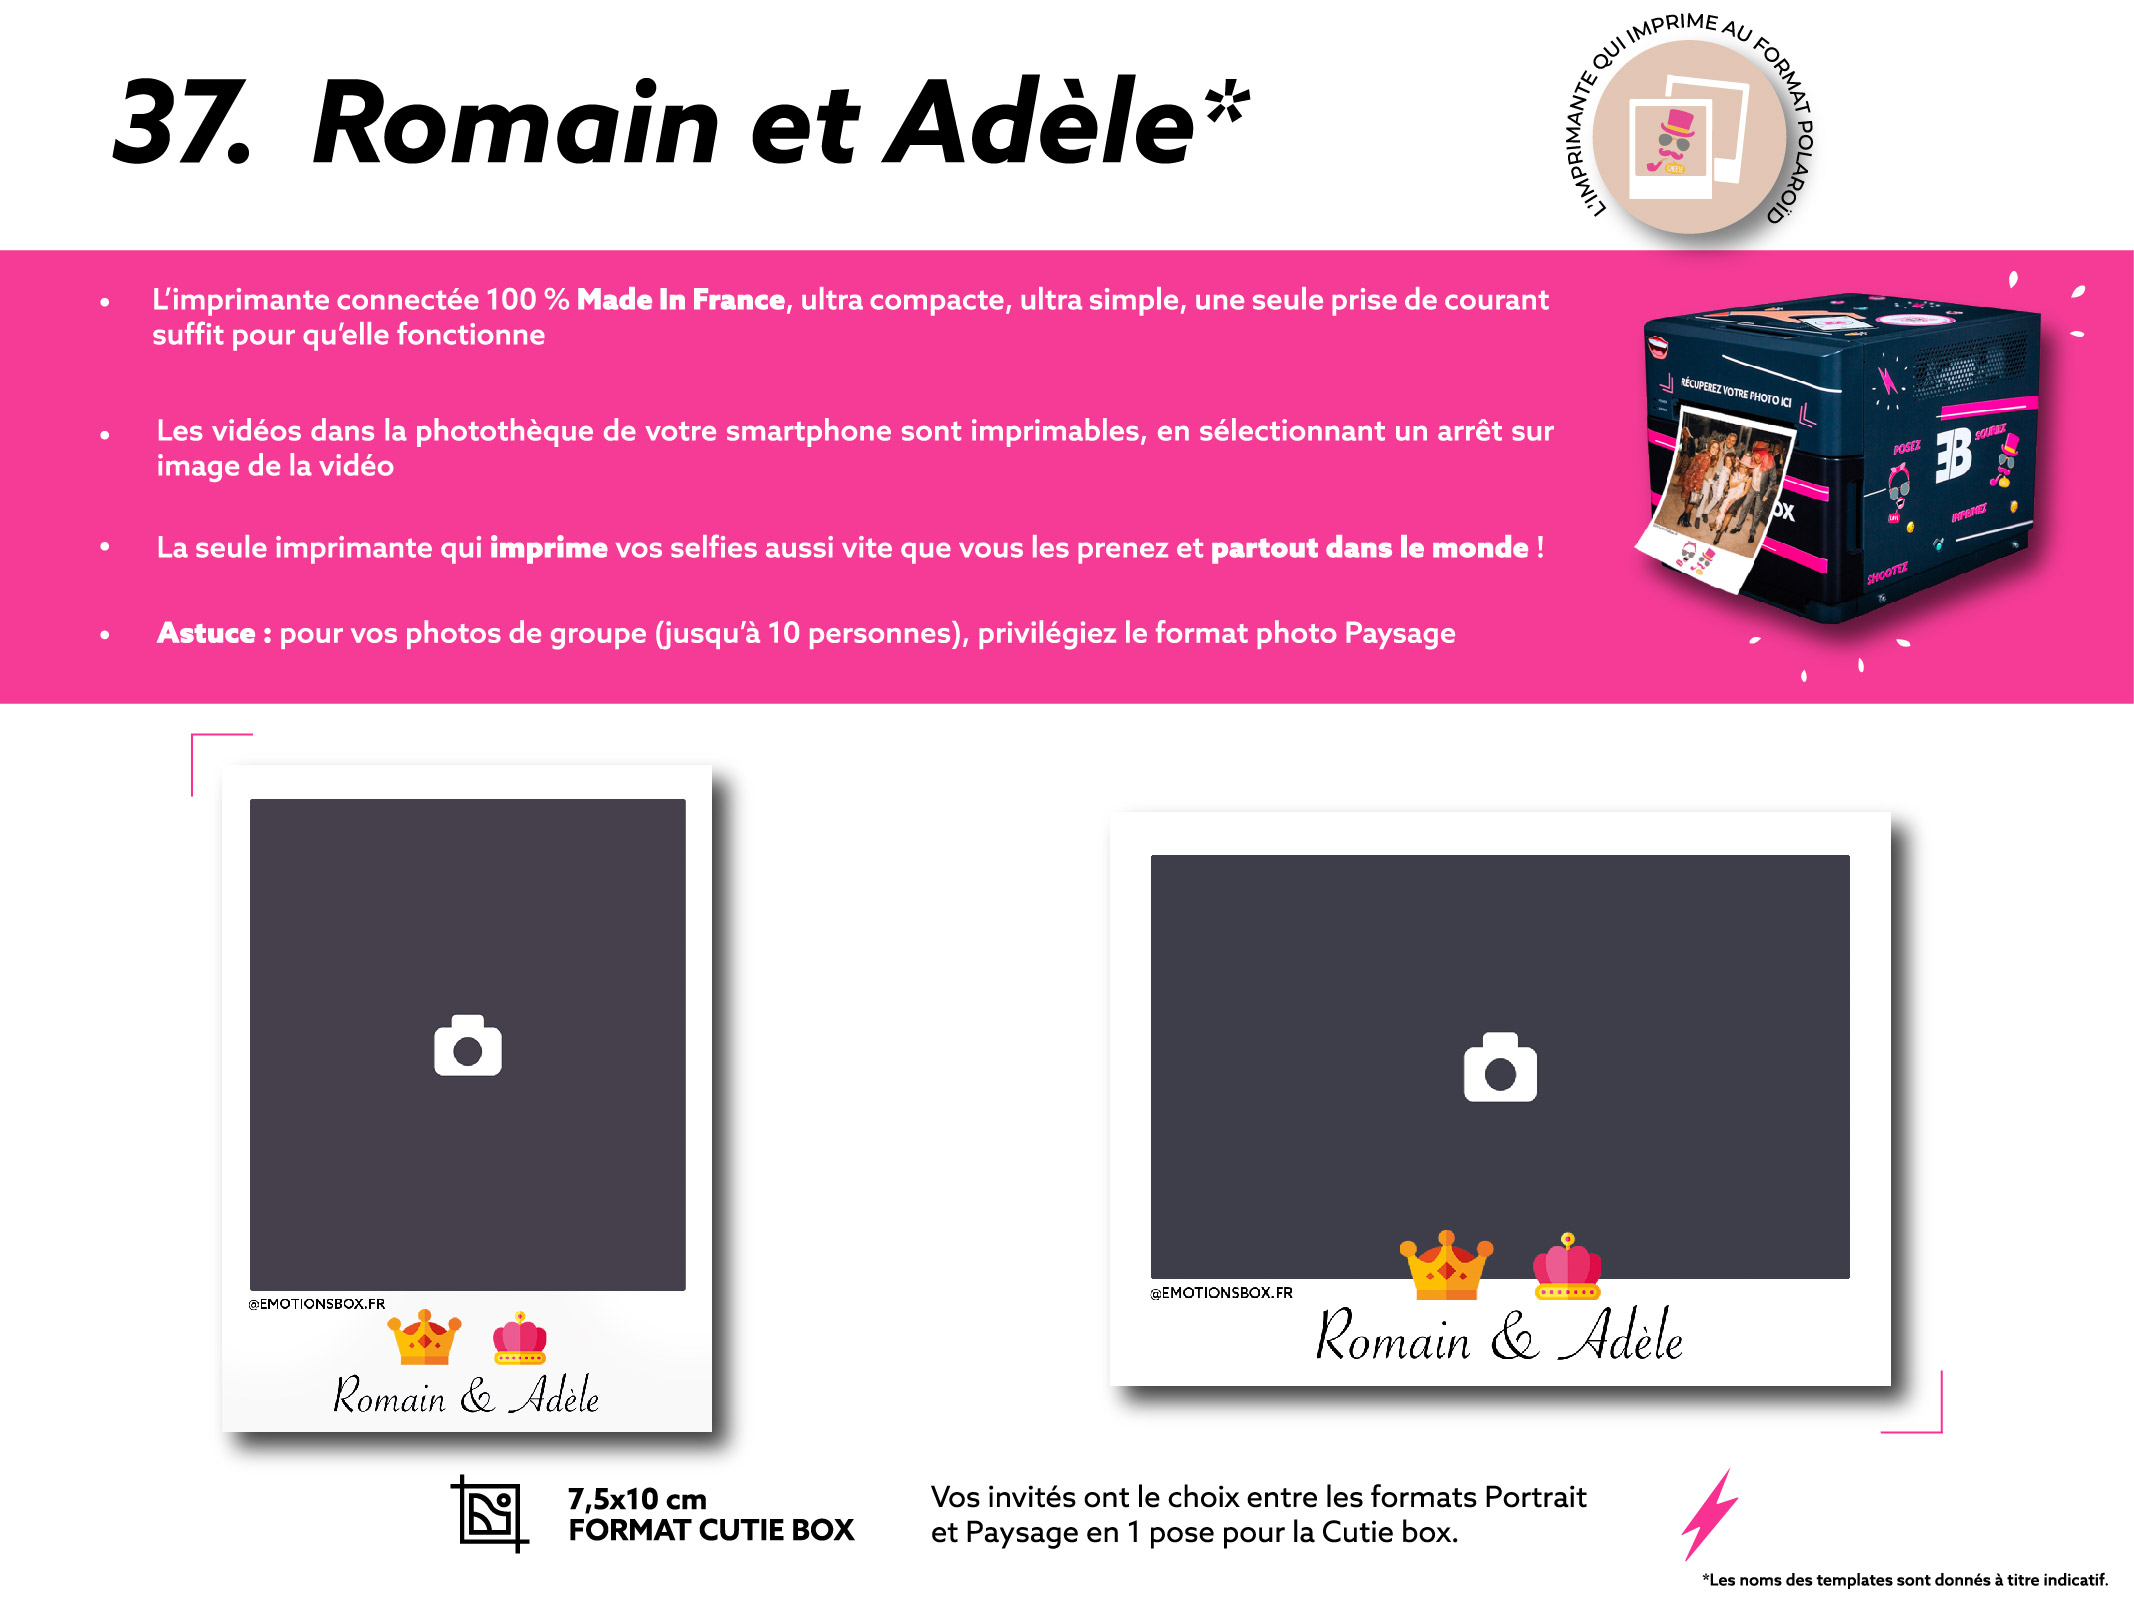 37. Romain et Adèle*
L'IMPRIMANTE QUI IMPRIME AU FORMAT POLAROÏD
• L'imprimante connectée 100 % Made In France, ultra compacte, ultra simple, une seule prise de courant
suffit pour qu'elle fonctionne
• Les vidéos dans la photothèque de votre smartphone sont imprimables, en sélectionnant un arrêt sur
image de la vidéo
• La seule imprimante qui imprime vos selfies aussi vite que vous les prenez et partout dans le monde !
• Astuce : pour vos photos de groupe (jusqu'à 10 personnes), privilégiez le format photo Paysage
RÉCUPEREZ VOTRE PHOTO ICI
POSEZ
EB
SOURIEZ
OX
IMPRIMEZ
SHOOTEZ
@EMOTIONSBOX.FR
Romain & Adèle
@EMOTIONSBOX.FR
Romain & Adèle
7,5x10 cm
FORMAT CUTIE BOX
Vos invités ont le choix entre les formats Portrait
et Paysage en 1 pose pour la Cutie box.
*Les noms des templates sont donnés à titre indicatif.